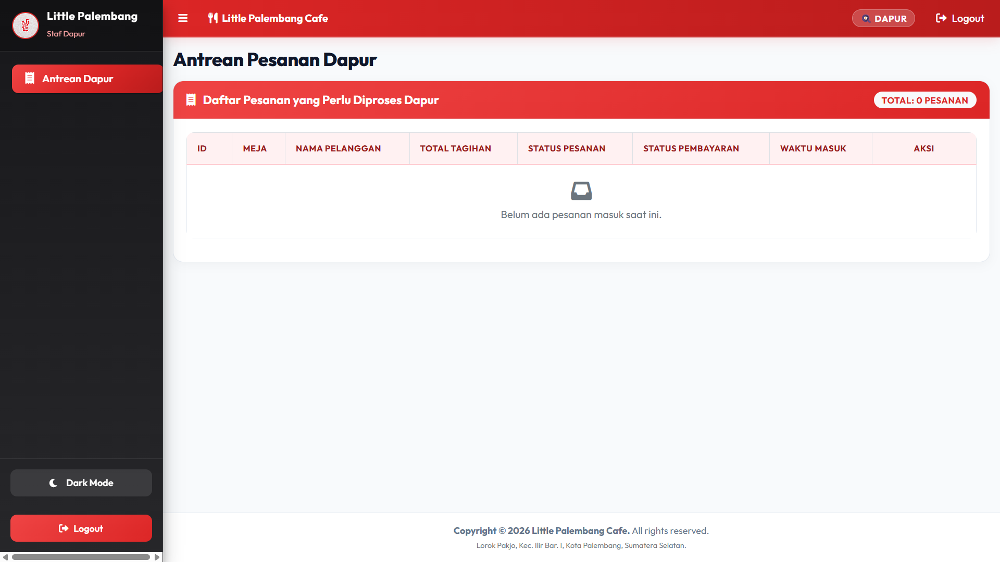 Little Palembang
Staf Dapur
Antrean Dapur
Dark Mode
Logout
Little Palembang Cafe
DAPUR
Logout
Antrean Pesanan Dapur
Daftar Pesanan yang Perlu Diproses Dapur
TOTAL: 0 PESANAN
ID MEJA NAMA PELANGGAN TOTAL TAGIHAN STATUS PESANAN STATUS PEMBAYARAN WAKTU MASUK AKSI
Belum ada pesanan masuk saat ini.
Copyright © 2026 Little Palembang Cafe. All rights reserved.
Lorok Pakjo, Kec. Ilir Bar. I, Kota Palembang, Sumatera Selatan.